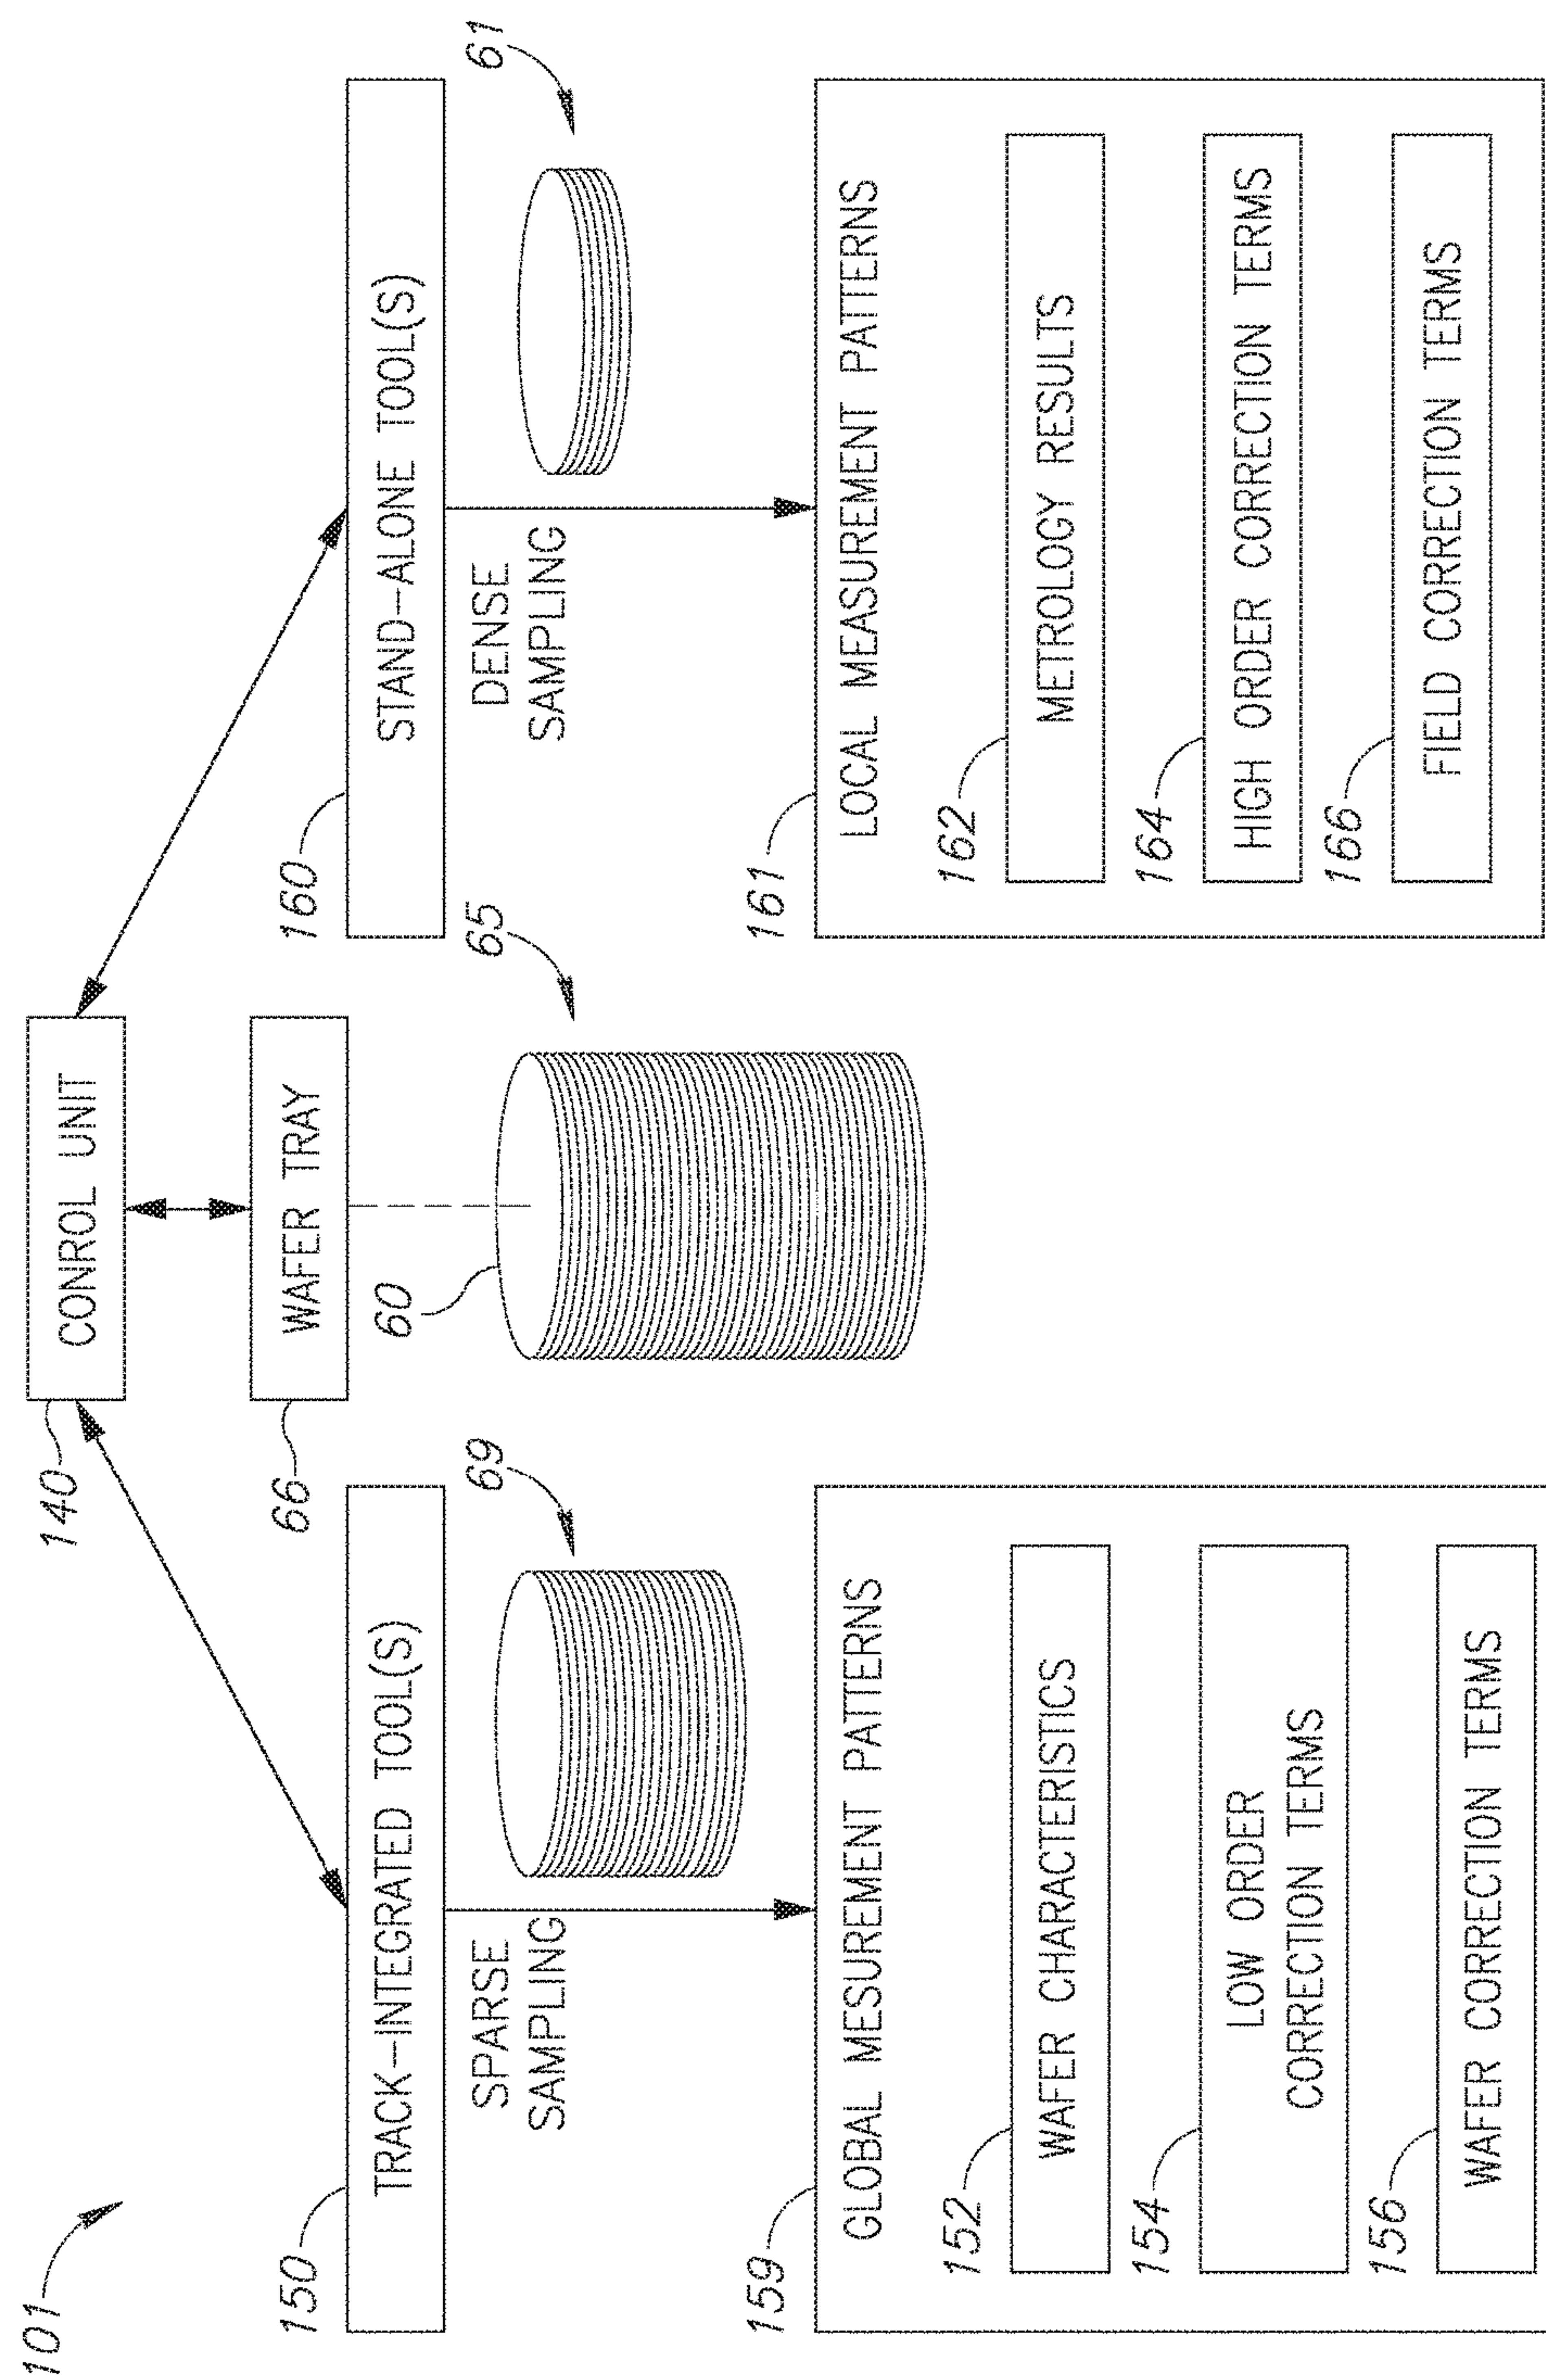 101
140
CONROL UNIT
66
WAFER TRAY
150
TRACK-INTEGRATED TOOL(S)
160
STAND-ALONE TOOL(S)
SPARSE
SAMPLING
69
60
65
DENSE
SAMPLING
61
159
GLOBAL MESUREMENT PATTERNS
152
WAFER CHARACTERISTICS
154
LOW ORDER
CORRECTION TERMS
156
WAFER CORRECTION TERMS
161
LOCAL MEASUREMENT PATTERNS
162
METROLOGY RESULTS
164
HIGH ORDER CORRECTION TERMS
166
FIELD CORRECTION TERMS